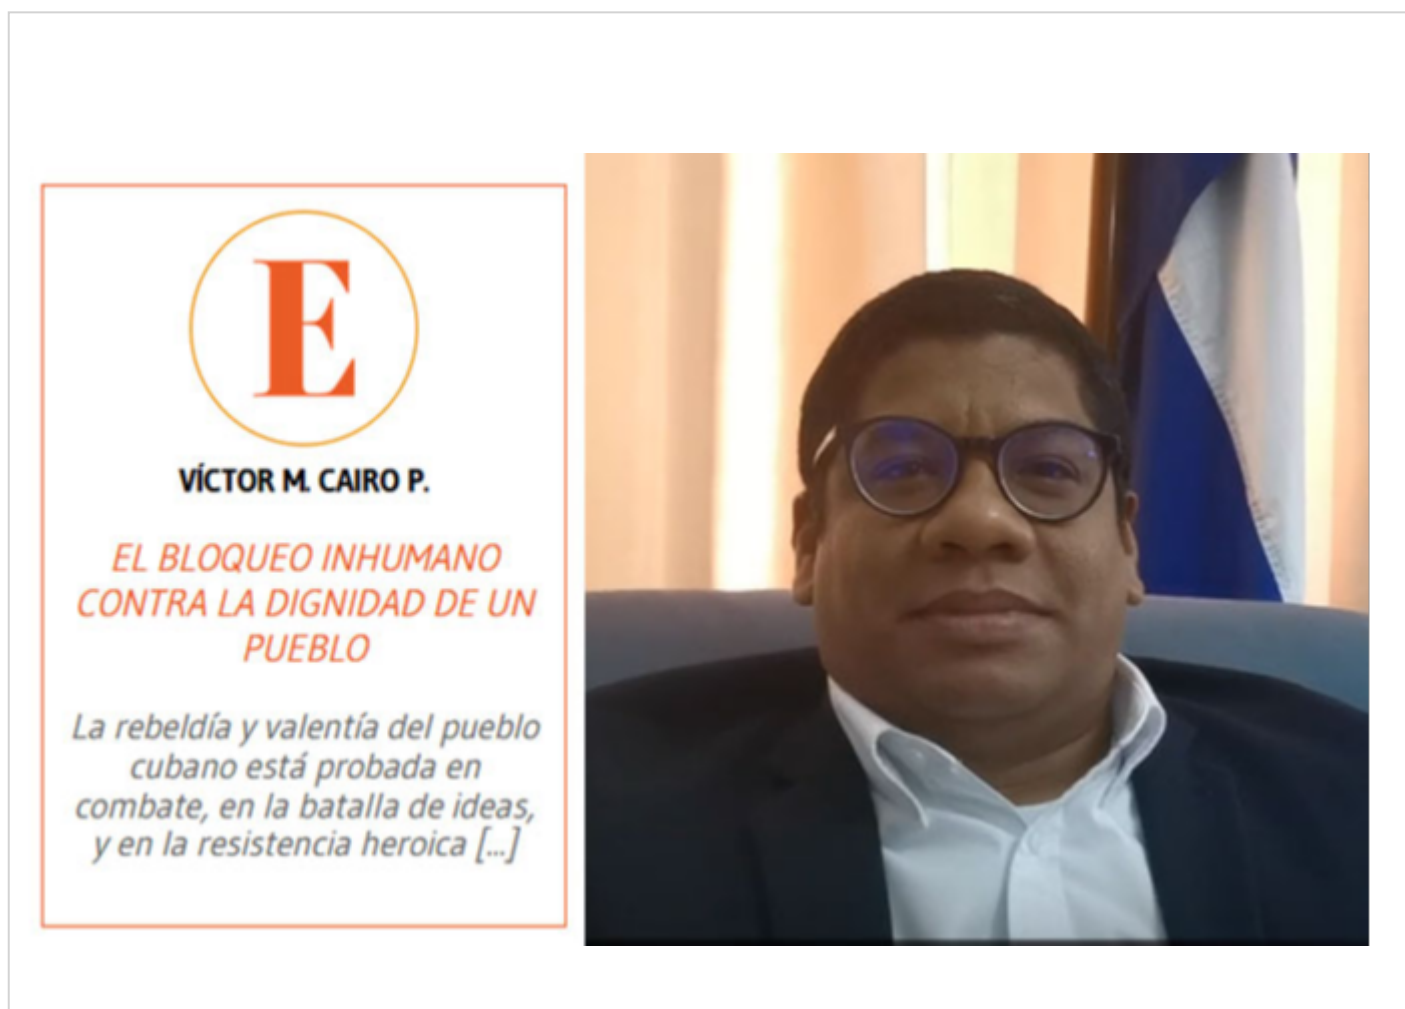 E
VÍCTOR M. CAIRO P.
EL BLOQUEO INHUMANO
CONTRA LA DIGNIDAD DE UN
PUEBLO
La rebeldía y valentía del pueblo
cubano está probada en
combate, en la batalla de ideas,
y en la resistencia heroica [...]